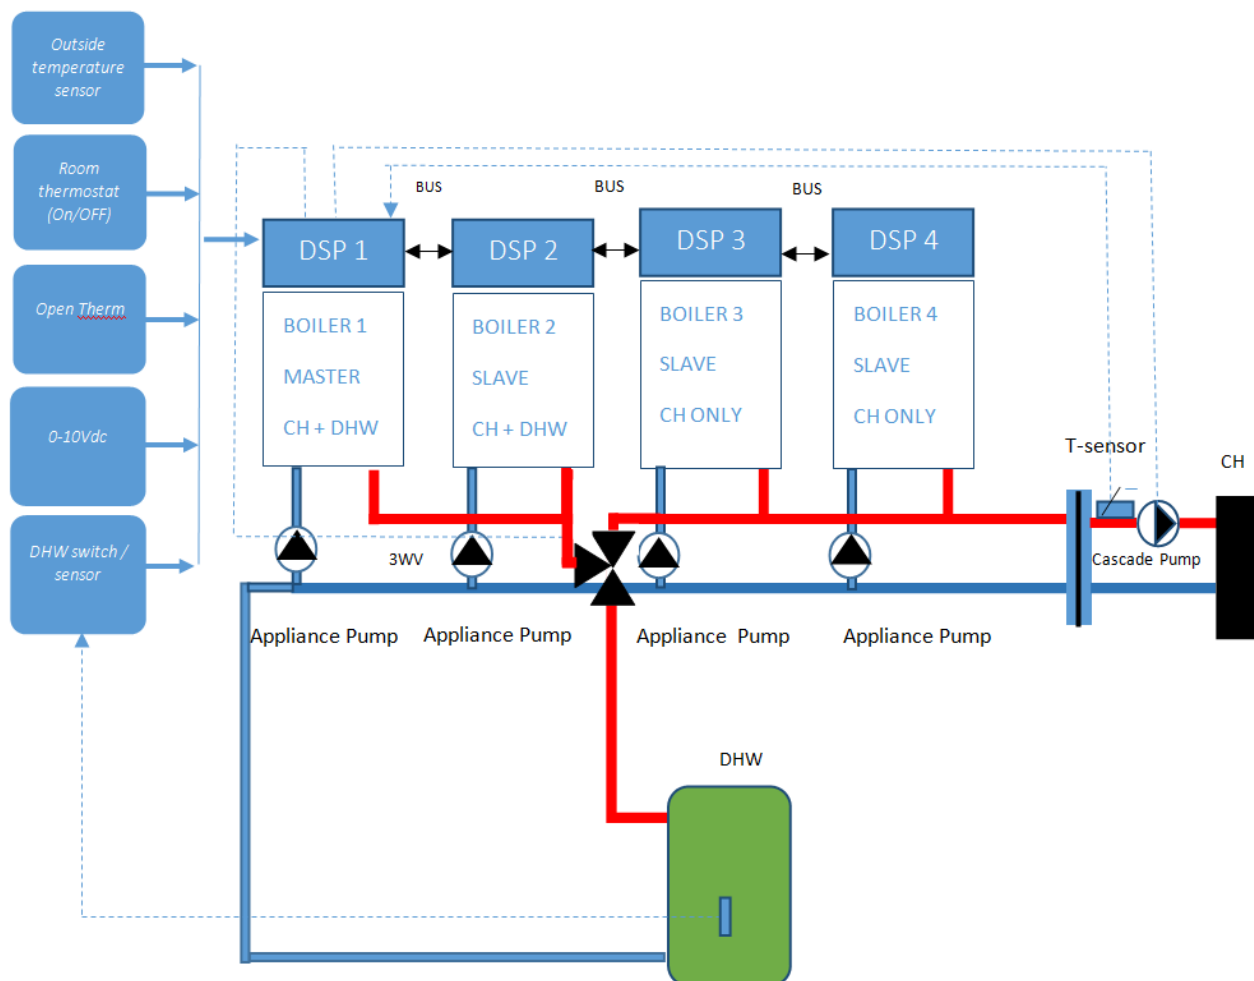 Outside
temperature
sensor
Room
thermostat
(On/OFF)
Open Therm
0-10Vdc
DHW switch /
sensor
BUS
BUS
BUS
DSP 1
DSP 2
DSP 3
DSP 4
BOILER 1
MASTER
CH + DHW
BOILER 2
SLAVE
CH + DHW
BOILER 3
SLAVE
CH ONLY
BOILER 4
SLAVE
CH ONLY
T-sensor
CH
3WV
Cascade Pump
Appliance Pump
Appliance Pump
Appliance Pump
Appliance Pump
DHW